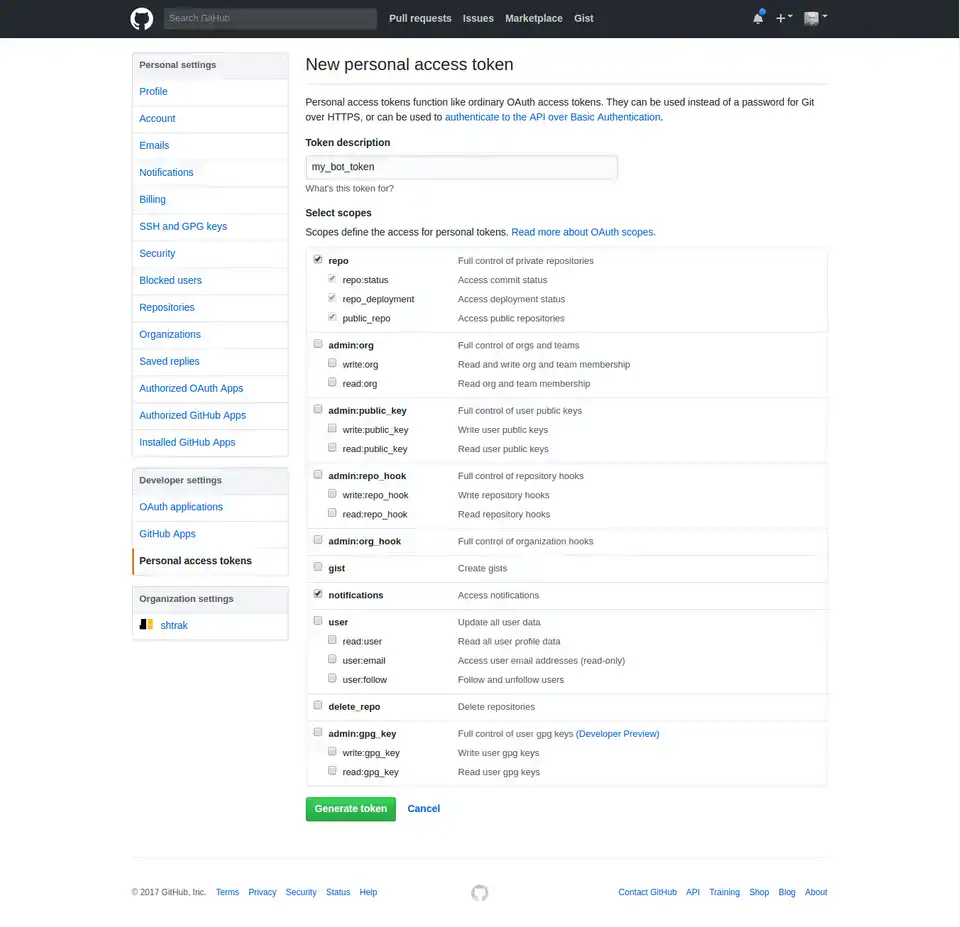 Search GitHub Pull requests Issues Marketplace Gist
Personal settings
Profile
Account
Emails
Notifications
Billing
SSH and GPG keys
Security
Blocked users
Repositories
Organizations
Saved replies
Authorized OAuth Apps
Authorized GitHub Apps
Installed GitHub Apps
Developer settings
OAuth applications
GitHub Apps
Personal access tokens
Organization settings
shtrak
New personal access token
Personal access tokens function like ordinary OAuth access tokens. They can be used instead of a password for Git
over HTTPS, or can be used to authenticate to the API over Basic Authentication.
Token description
my_bot_token
What's this token for?
Select scopes
Scopes define the access for personal tokens. Read more about OAuth scopes.
repo Full control of private repositories
repo:status Access commit status
repo_deployment Access deployment status
public_repo Access public repositories
admin:org Full control of orgs and teams
write:org Read and write org and team membership
read:org Read org and team membership
admin:public_key Full control of user public keys
write:public_key Write user public keys
read:public_key Read user public keys
admin:repo_hook Full control of repository hooks
write:repo_hook Write repository hooks
read:repo_hook Read repository hooks
admin:org_hook Full control of organization hooks
gist Create gists
notifications Access notifications
user Update all user data
read:user Read all user profile data
user:email Access user email addresses (read-only)
user:follow Follow and unfollow users
delete_repo Delete repositories
admin:gpg_key Full control of user gpg keys (Developer Preview)
write:gpg_key Write user gpg keys
read:gpg_key Read user gpg keys
Generate token Cancel
© 2017 GitHub, Inc. Terms Privacy Security Status Help Contact GitHub API Training Shop Blog About